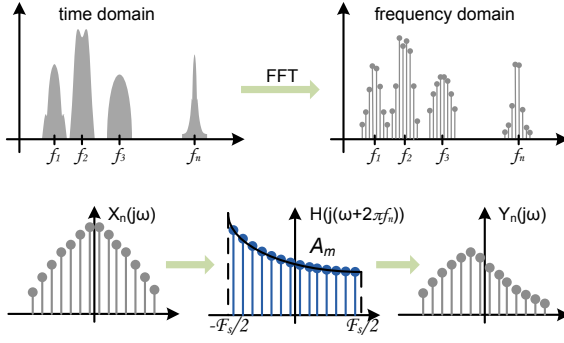 time domain
frequency domain
FFT
f₁ f₂ f₃ fₙ
f₁ f₂ f₃ fₙ
Xₙ(jω)
H(j(ω+2πfₙ))
Yₙ(jω)
Aₘ
-Fₛ/2
Fₛ/2